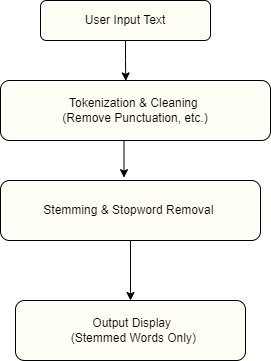 User Input Text
Tokenization & Cleaning
(Remove Punctuation, etc.)
Stemming & Stopword Removal
Output Display
(Stemmed Words Only)